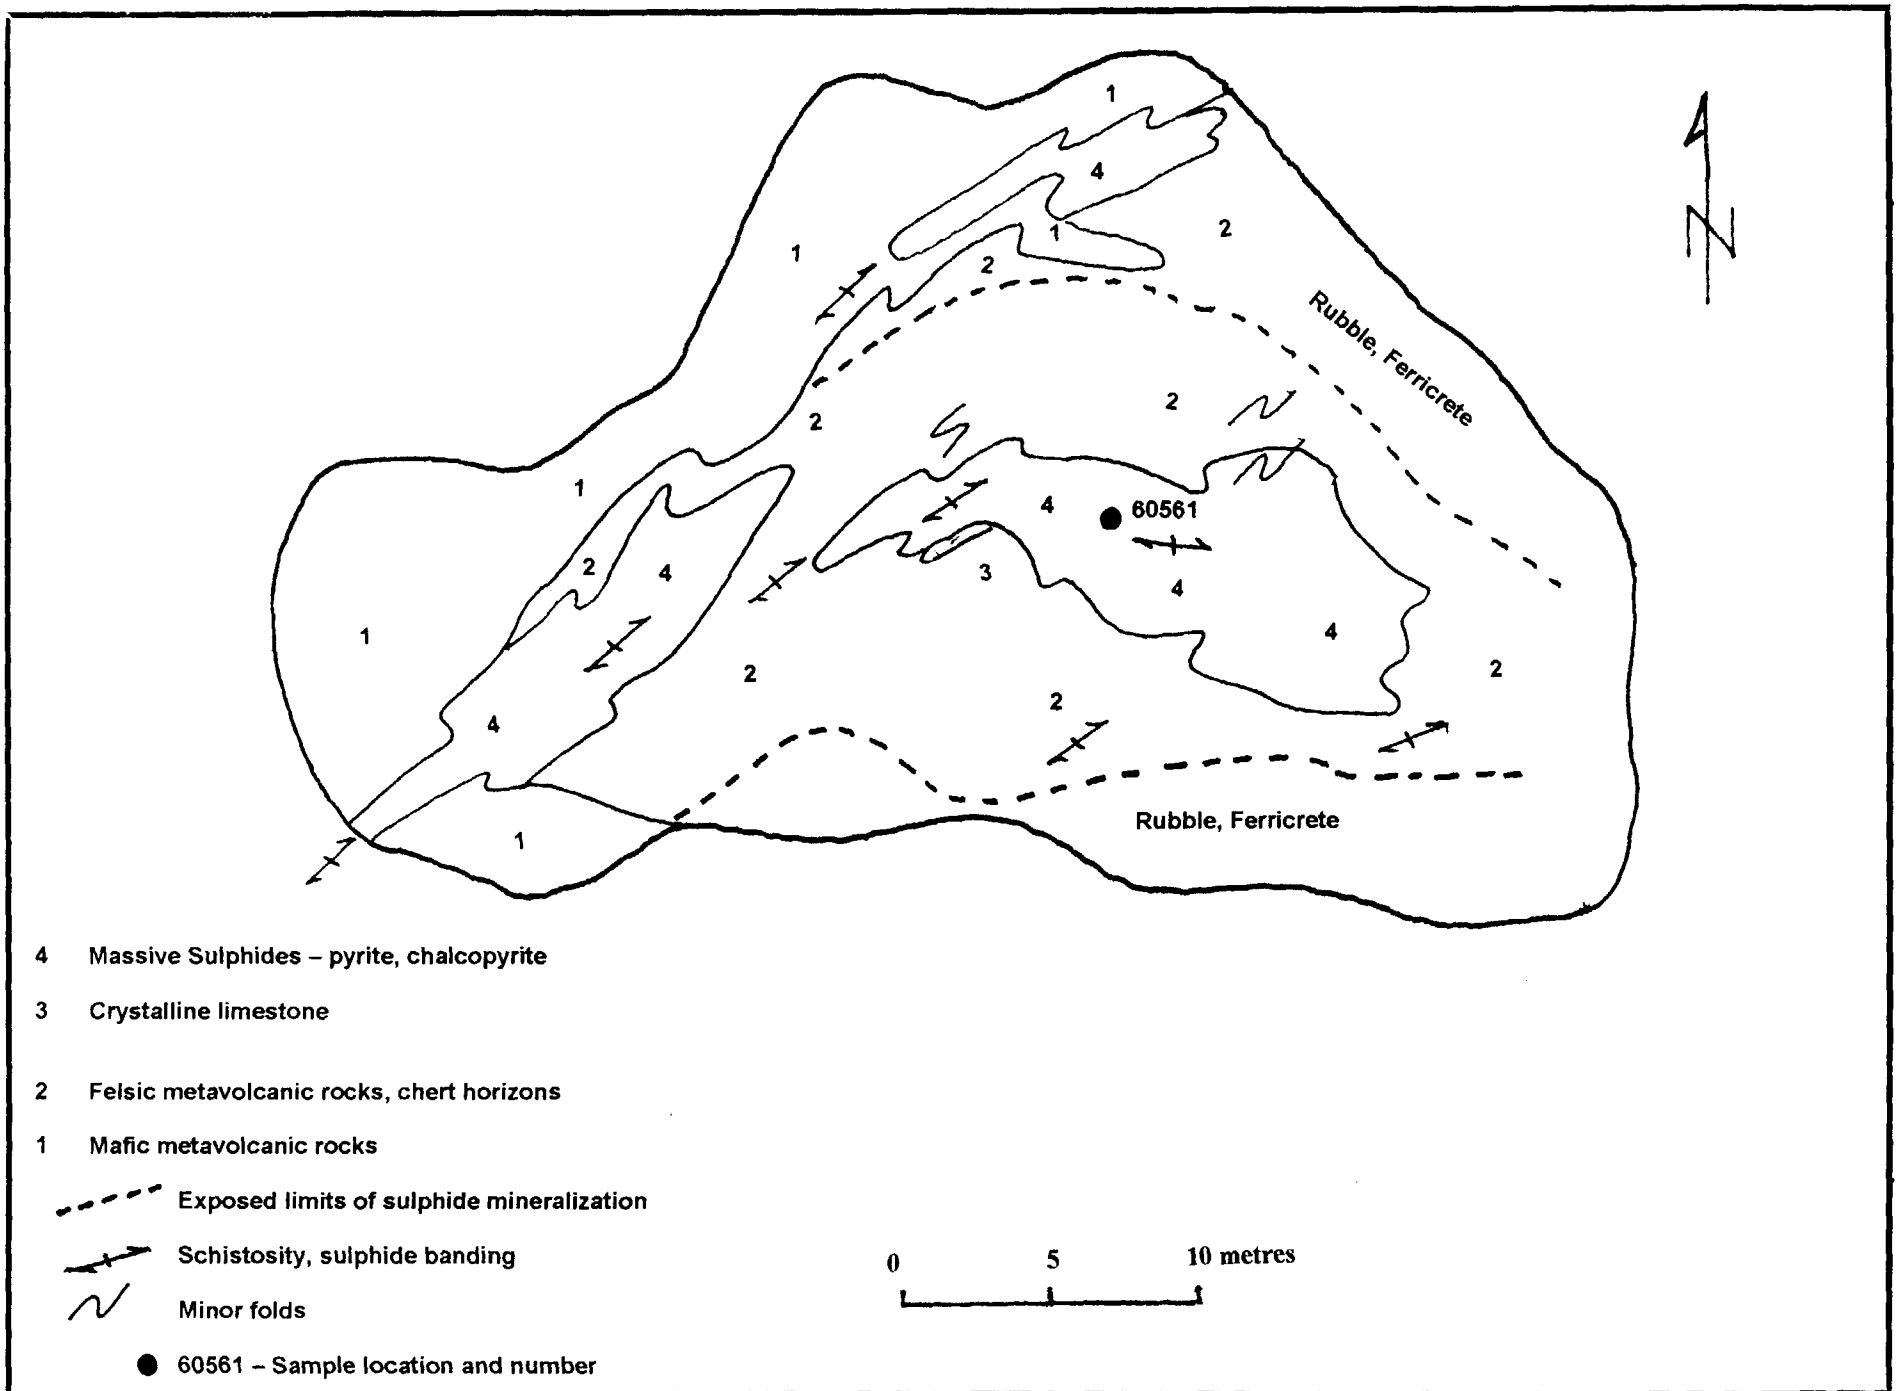 1
4
N
2
1
1
2
Rubble, Ferricrete
2
2
1
4
60561
2
4
3
4
1
4
2
2
2
4
Rubble, Ferricrete
1
4 Massive Sulphides – pyrite, chalcopyrite
3 Crystalline limestone
2 Felsic metavolcanic rocks, chert horizons
1 Mafic metavolcanic rocks
Exposed limits of sulphide mineralization
Schistosity, sulphide banding
0 5 10 metres
Minor folds
60561 – Sample location and number